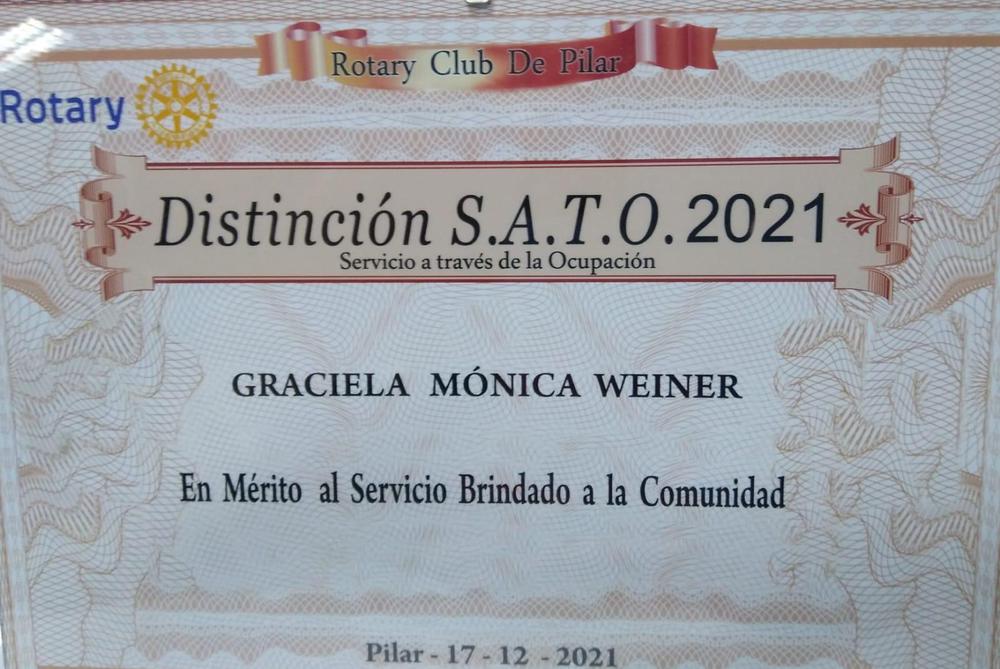 Rotary Club De Pilar
Rotary
Distinción S.A.T.O. 2021
Servicio a través de la Ocupación
GRACIELA MÓNICA WEINER
En Mérito al Servicio Brindado a la Comunidad
Pilar - 17 - 12 - 2021